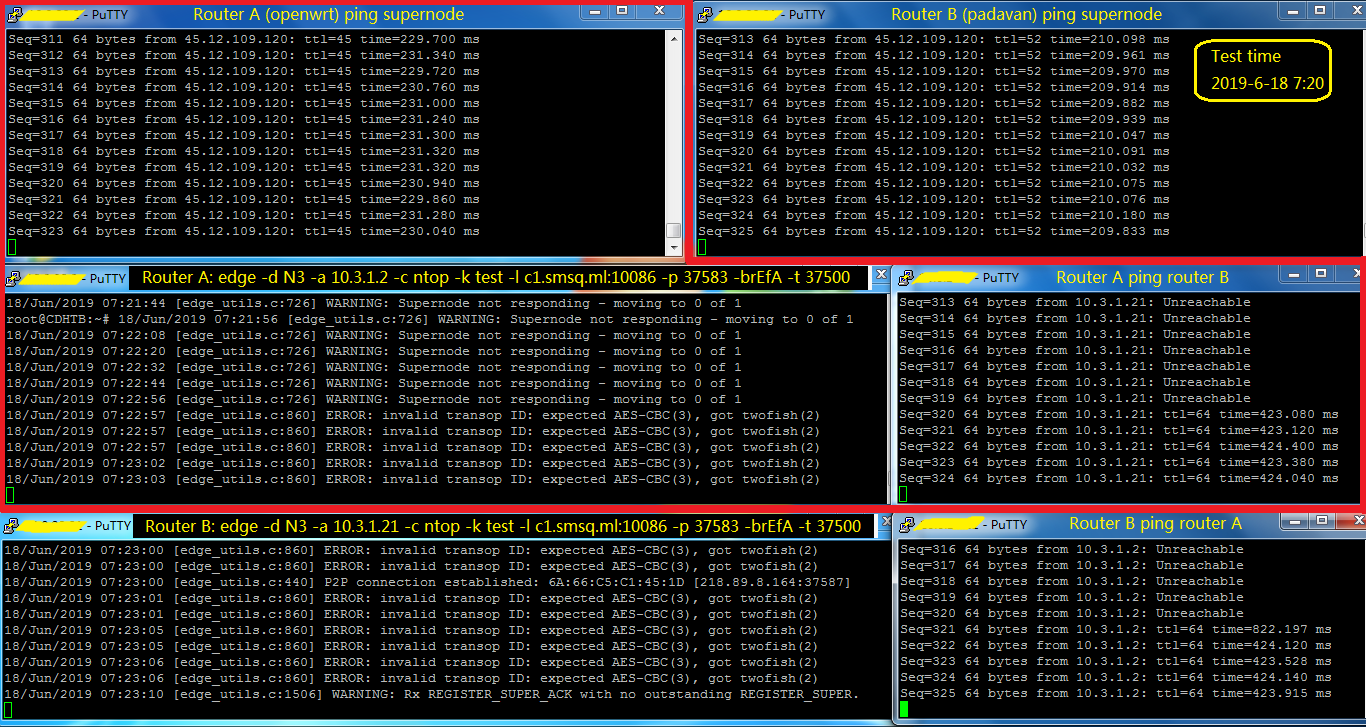 - PuTTY Router A (openwrt) ping supernode
Seq=311 64 bytes from 45.12.109.120: ttl=45 time=229.700 ms
Seq=312 64 bytes from 45.12.109.120: ttl=45 time=231.340 ms
Seq=313 64 bytes from 45.12.109.120: ttl=45 time=229.720 ms
Seq=314 64 bytes from 45.12.109.120: ttl=45 time=230.760 ms
Seq=315 64 bytes from 45.12.109.120: ttl=45 time=231.000 ms
Seq=316 64 bytes from 45.12.109.120: ttl=45 time=231.240 ms
Seq=317 64 bytes from 45.12.109.120: ttl=45 time=231.300 ms
Seq=318 64 bytes from 45.12.109.120: ttl=45 time=231.320 ms
Seq=319 64 bytes from 45.12.109.120: ttl=45 time=231.320 ms
Seq=320 64 bytes from 45.12.109.120: ttl=45 time=230.940 ms
Seq=321 64 bytes from 45.12.109.120: ttl=45 time=229.860 ms
Seq=322 64 bytes from 45.12.109.120: ttl=45 time=231.280 ms
Seq=323 64 bytes from 45.12.109.120: ttl=45 time=230.040 ms
- PuTTY Router B (padavan) ping supernode
Seq=313 64 bytes from 45.12.109.120: ttl=52 time=210.098 ms
Seq=314 64 bytes from 45.12.109.120: ttl=52 time=209.961 ms
Seq=315 64 bytes from 45.12.109.120: ttl=52 time=209.970 ms
Seq=316 64 bytes from 45.12.109.120: ttl=52 time=209.914 ms
Seq=317 64 bytes from 45.12.109.120: ttl=52 time=209.882 ms
Seq=318 64 bytes from 45.12.109.120: ttl=52 time=209.939 ms
Seq=319 64 bytes from 45.12.109.120: ttl=52 time=210.047 ms
Seq=320 64 bytes from 45.12.109.120: ttl=52 time=210.091 ms
Seq=321 64 bytes from 45.12.109.120: ttl=52 time=210.032 ms
Seq=322 64 bytes from 45.12.109.120: ttl=52 time=210.075 ms
Seq=323 64 bytes from 45.12.109.120: ttl=52 time=210.076 ms
Seq=324 64 bytes from 45.12.109.120: ttl=52 time=210.180 ms
Seq=325 64 bytes from 45.12.109.120: ttl=52 time=209.833 ms
Test time
2019-6-18 7:20
- PuTTY Router A: edge -d N3 -a 10.3.1.2 -c ntop -k test -l c1.smsq.ml:10086 -p 37583 -brEfA -t 37500
18/Jun/2019 07:21:44 [edge_utils.c:726] WARNING: Supernode not responding - moving to 0 of 1
root@CDHTB:~# 18/Jun/2019 07:21:56 [edge_utils.c:726] WARNING: Supernode not responding - moving to 0 of 1
18/Jun/2019 07:22:08 [edge_utils.c:726] WARNING: Supernode not responding - moving to 0 of 1
18/Jun/2019 07:22:20 [edge_utils.c:726] WARNING: Supernode not responding - moving to 0 of 1
18/Jun/2019 07:22:32 [edge_utils.c:726] WARNING: Supernode not responding - moving to 0 of 1
18/Jun/2019 07:22:44 [edge_utils.c:726] WARNING: Supernode not responding - moving to 0 of 1
18/Jun/2019 07:22:56 [edge_utils.c:726] WARNING: Supernode not responding - moving to 0 of 1
18/Jun/2019 07:22:57 [edge_utils.c:860] ERROR: invalid transop ID: expected AES-CBC(3), got twofish(2)
18/Jun/2019 07:22:57 [edge_utils.c:860] ERROR: invalid transop ID: expected AES-CBC(3), got twofish(2)
18/Jun/2019 07:22:57 [edge_utils.c:860] ERROR: invalid transop ID: expected AES-CBC(3), got twofish(2)
18/Jun/2019 07:23:02 [edge_utils.c:860] ERROR: invalid transop ID: expected AES-CBC(3), got twofish(2)
18/Jun/2019 07:23:03 [edge_utils.c:860] ERROR: invalid transop ID: expected AES-CBC(3), got twofish(2)
- PuTTY Router A ping router B
Seq=313 64 bytes from 10.3.1.21: Unreachable
Seq=314 64 bytes from 10.3.1.21: Unreachable
Seq=315 64 bytes from 10.3.1.21: Unreachable
Seq=316 64 bytes from 10.3.1.21: Unreachable
Seq=317 64 bytes from 10.3.1.21: Unreachable
Seq=318 64 bytes from 10.3.1.21: Unreachable
Seq=319 64 bytes from 10.3.1.21: Unreachable
Seq=320 64 bytes from 10.3.1.21: ttl=64 time=423.080 ms
Seq=321 64 bytes from 10.3.1.21: ttl=64 time=423.120 ms
Seq=322 64 bytes from 10.3.1.21: ttl=64 time=424.400 ms
Seq=323 64 bytes from 10.3.1.21: ttl=64 time=423.380 ms
Seq=324 64 bytes from 10.3.1.21: ttl=64 time=424.040 ms
- PuTTY Router B: edge -d N3 -a 10.3.1.21 -c ntop -k test -l c1.smsq.ml:10086 -p 37583 -brEfA -t 37500
18/Jun/2019 07:23:00 [edge_utils.c:860] ERROR: invalid transop ID: expected AES-CBC(3), got twofish(2)
18/Jun/2019 07:23:00 [edge_utils.c:860] ERROR: invalid transop ID: expected AES-CBC(3), got twofish(2)
18/Jun/2019 07:23:00 [edge_utils.c:440] P2P connection established: 6A:66:C5:C1:45:1D [218.89.8.164:37587]
18/Jun/2019 07:23:01 [edge_utils.c:860] ERROR: invalid transop ID: expected AES-CBC(3), got twofish(2)
18/Jun/2019 07:23:01 [edge_utils.c:860] ERROR: invalid transop ID: expected AES-CBC(3), got twofish(2)
18/Jun/2019 07:23:05 [edge_utils.c:860] ERROR: invalid transop ID: expected AES-CBC(3), got twofish(2)
18/Jun/2019 07:23:05 [edge_utils.c:860] ERROR: invalid transop ID: expected AES-CBC(3), got twofish(2)
18/Jun/2019 07:23:06 [edge_utils.c:860] ERROR: invalid transop ID: expected AES-CBC(3), got twofish(2)
18/Jun/2019 07:23:06 [edge_utils.c:860] ERROR: invalid transop ID: expected AES-CBC(3), got twofish(2)
18/Jun/2019 07:23:10 [edge_utils.c:1506] WARNING: Rx REGISTER_SUPER_ACK with no outstanding REGISTER_SUPER.
- PuTTY Router B ping router A
Seq=316 64 bytes from 10.3.1.2: Unreachable
Seq=317 64 bytes from 10.3.1.2: Unreachable
Seq=318 64 bytes from 10.3.1.2: Unreachable
Seq=319 64 bytes from 10.3.1.2: Unreachable
Seq=320 64 bytes from 10.3.1.2: Unreachable
Seq=321 64 bytes from 10.3.1.2: ttl=64 time=822.197 ms
Seq=322 64 bytes from 10.3.1.2: ttl=64 time=424.120 ms
Seq=323 64 bytes from 10.3.1.2: ttl=64 time=423.528 ms
Seq=324 64 bytes from 10.3.1.2: ttl=64 time=424.140 ms
Seq=325 64 bytes from 10.3.1.2: ttl=64 time=423.915 ms